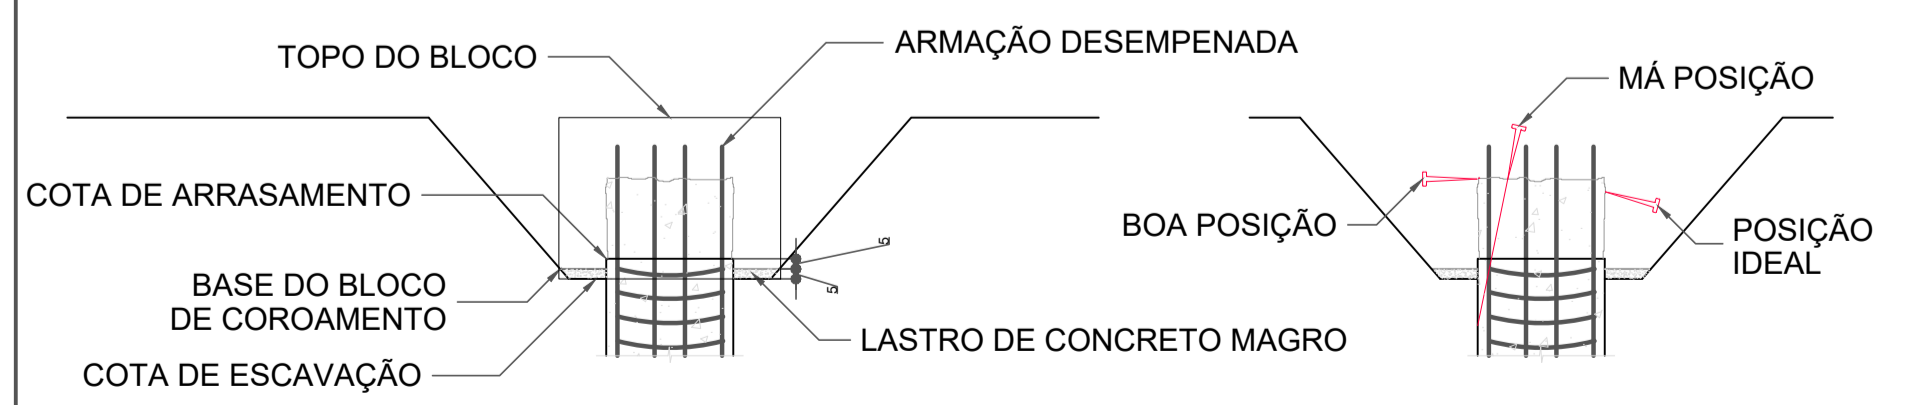 TOPO DO BLOCO
ARMAÇÃO DESEMPENADA
COTA DE ARRASAMENTO
5
BASE DO BLOCO
DE COROAMENTO
5
LASTRO DE CONCRETO MAGRO
COTA DE ESCAVAÇÃO
MÁ POSIÇÃO
BOA POSIÇÃO
POSIÇÃO
IDEAL